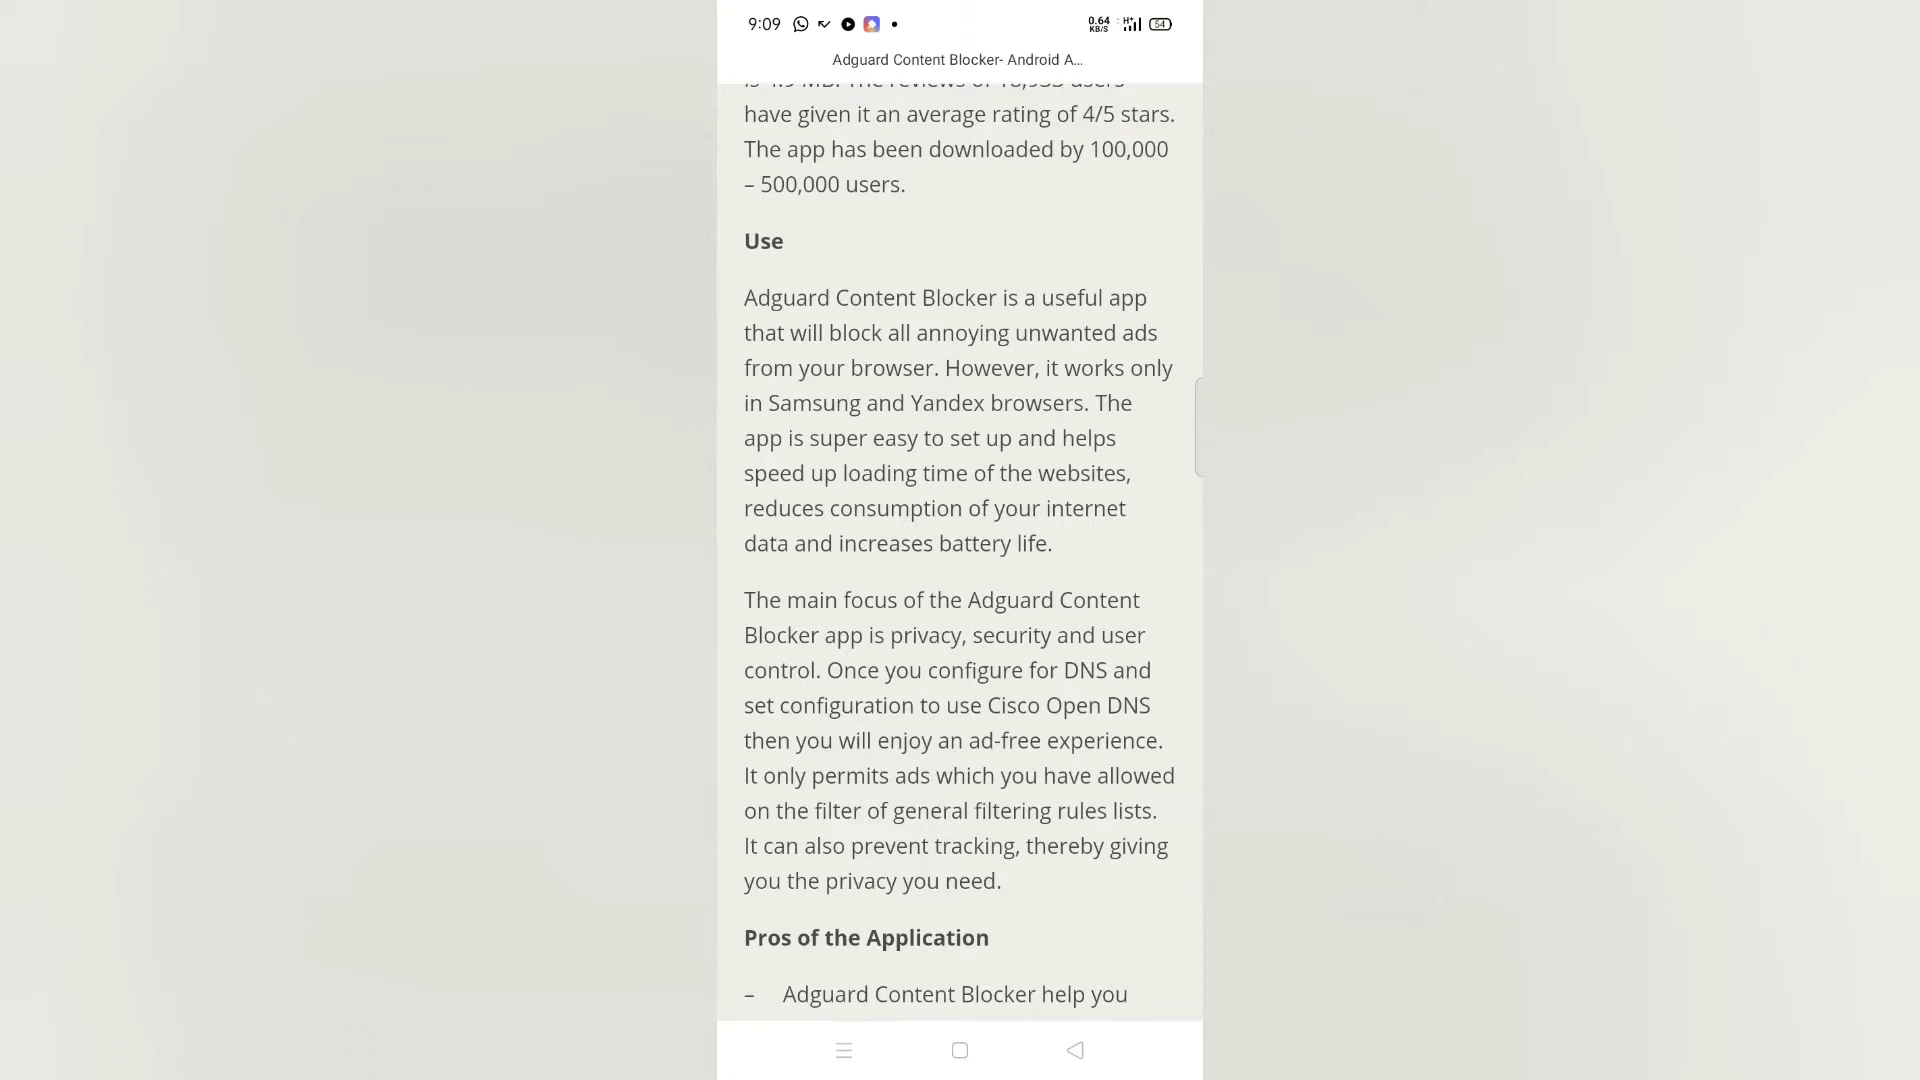 9:09
0.64
KB/S
H+
54
Adguard Content Blocker- Android A...
have given it an average rating of 4/5 stars.
The app has been downloaded by 100,000
– 500,000 users.
Use
Adguard Content Blocker is a useful app
that will block all annoying unwanted ads
from your browser. However, it works only
in Samsung and Yandex browsers. The
app is super easy to set up and helps
speed up loading time of the websites,
reduces consumption of your internet
data and increases battery life.
The main focus of the Adguard Content
Blocker app is privacy, security and user
control. Once you configure for DNS and
set configuration to use Cisco Open DNS
then you will enjoy an ad-free experience.
It only permits ads which you have allowed
on the filter of general filtering rules lists.
It can also prevent tracking, thereby giving
you the privacy you need.
Pros of the Application
– Adguard Content Blocker help you